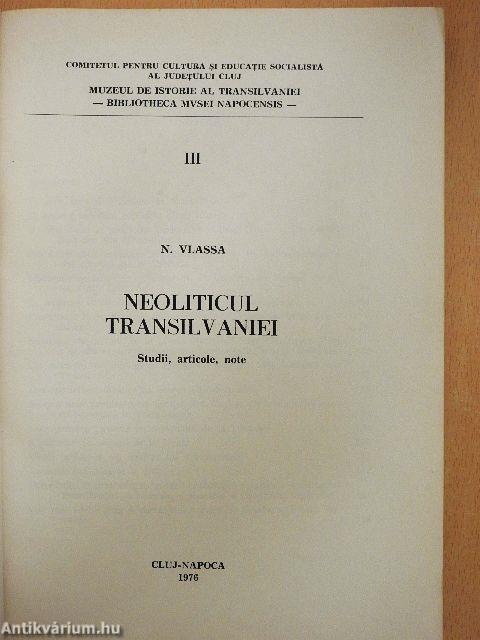 COMITETUL PENTRU CULTURA ȘI EDUCAȚIE SOCIALISTĂ
AL JUDEȚULUI CLUJ
MUZEUL DE ISTORIE AL TRANSILVANIEI
— BIBLIOTHECA MVSEI NAPOCENSIS —
III
N. VLASSA
NEOLITICUL
TRANSILVANIEI
Studii, articole, note
CLUJ-NAPOCA
1976
Antikvárium.hu